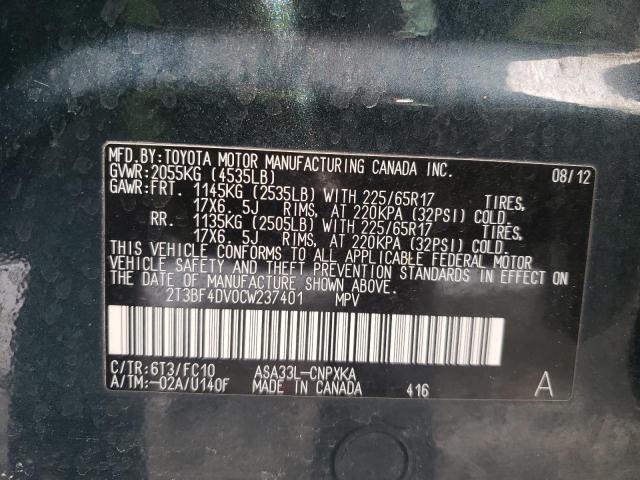 MFD.BY:TOYOTA MOTOR MANUFACTURING CANADA INC. 08/12
GVWR:2055KG (4535LB)
GAWR:FRT. 1145KG (2535LB) WITH 225/65R17 TIRES,
17X6.5J RIMS, AT 220KPA (32PSI) COLD.
RR. 1135KG (2505LB) WITH 225/65R17 TIRES,
17X6.5J RIMS, AT 220KPA (32PSI) COLD.
THIS VEHICLE CONFORMS TO ALL APPLICABLE FEDERAL MOTOR
VEHICLE SAFETY AND THEFT PREVENTION STANDARDS IN EFFECT ON
THE DATE OF MANUFACTURE SHOWN ABOVE.
2T3BF4DV0CW237401 MPV
C/TR:6T3/FC10 ASA33L-CNPXKA
A/TM:-02A/U140F MADE IN CANADA 416 A